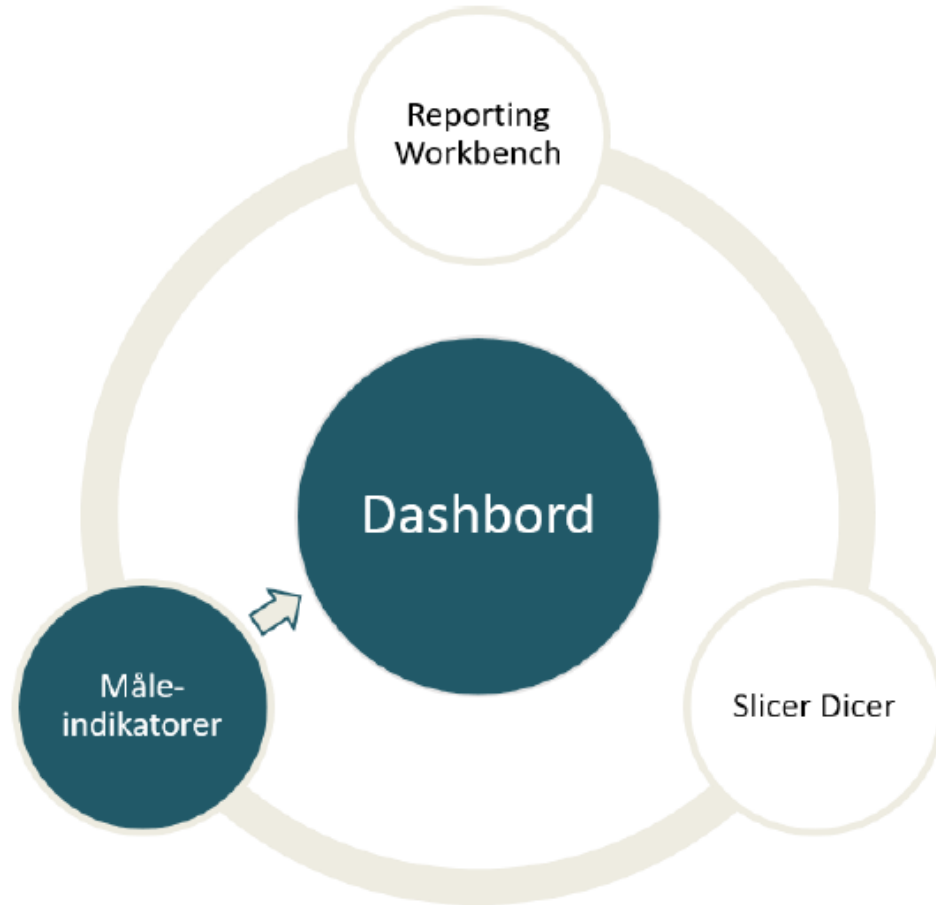 Reporting
Workbench
Dashbord
Måle-
indikatorer
Slicer Dicer